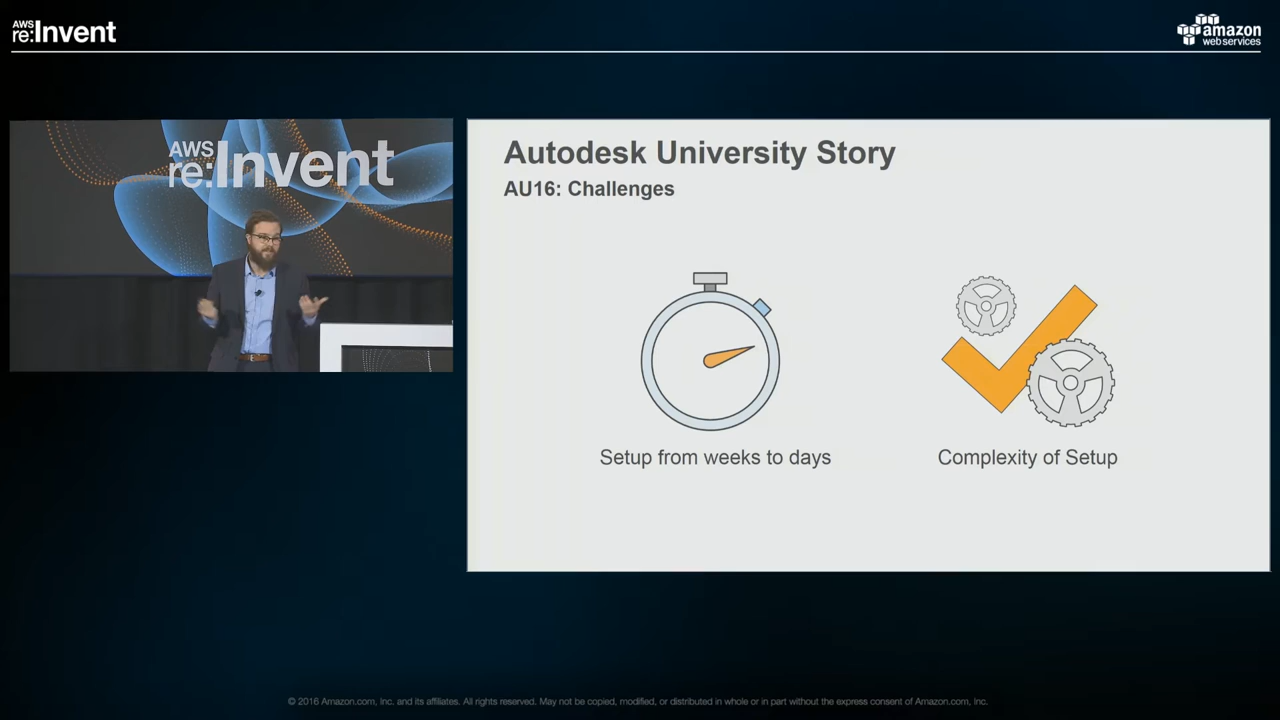 AWS
re:Invent
amazon
webservices
AWS
re:Invent
Autodesk University Story
AU16: Challenges
Setup from weeks to days
Complexity of Setup
© 2016 Amazon.com, Inc. and its affiliates. All rights reserved. May not be copied, modified, or distributed in whole or in part without the express consent of Amazon.com, Inc.